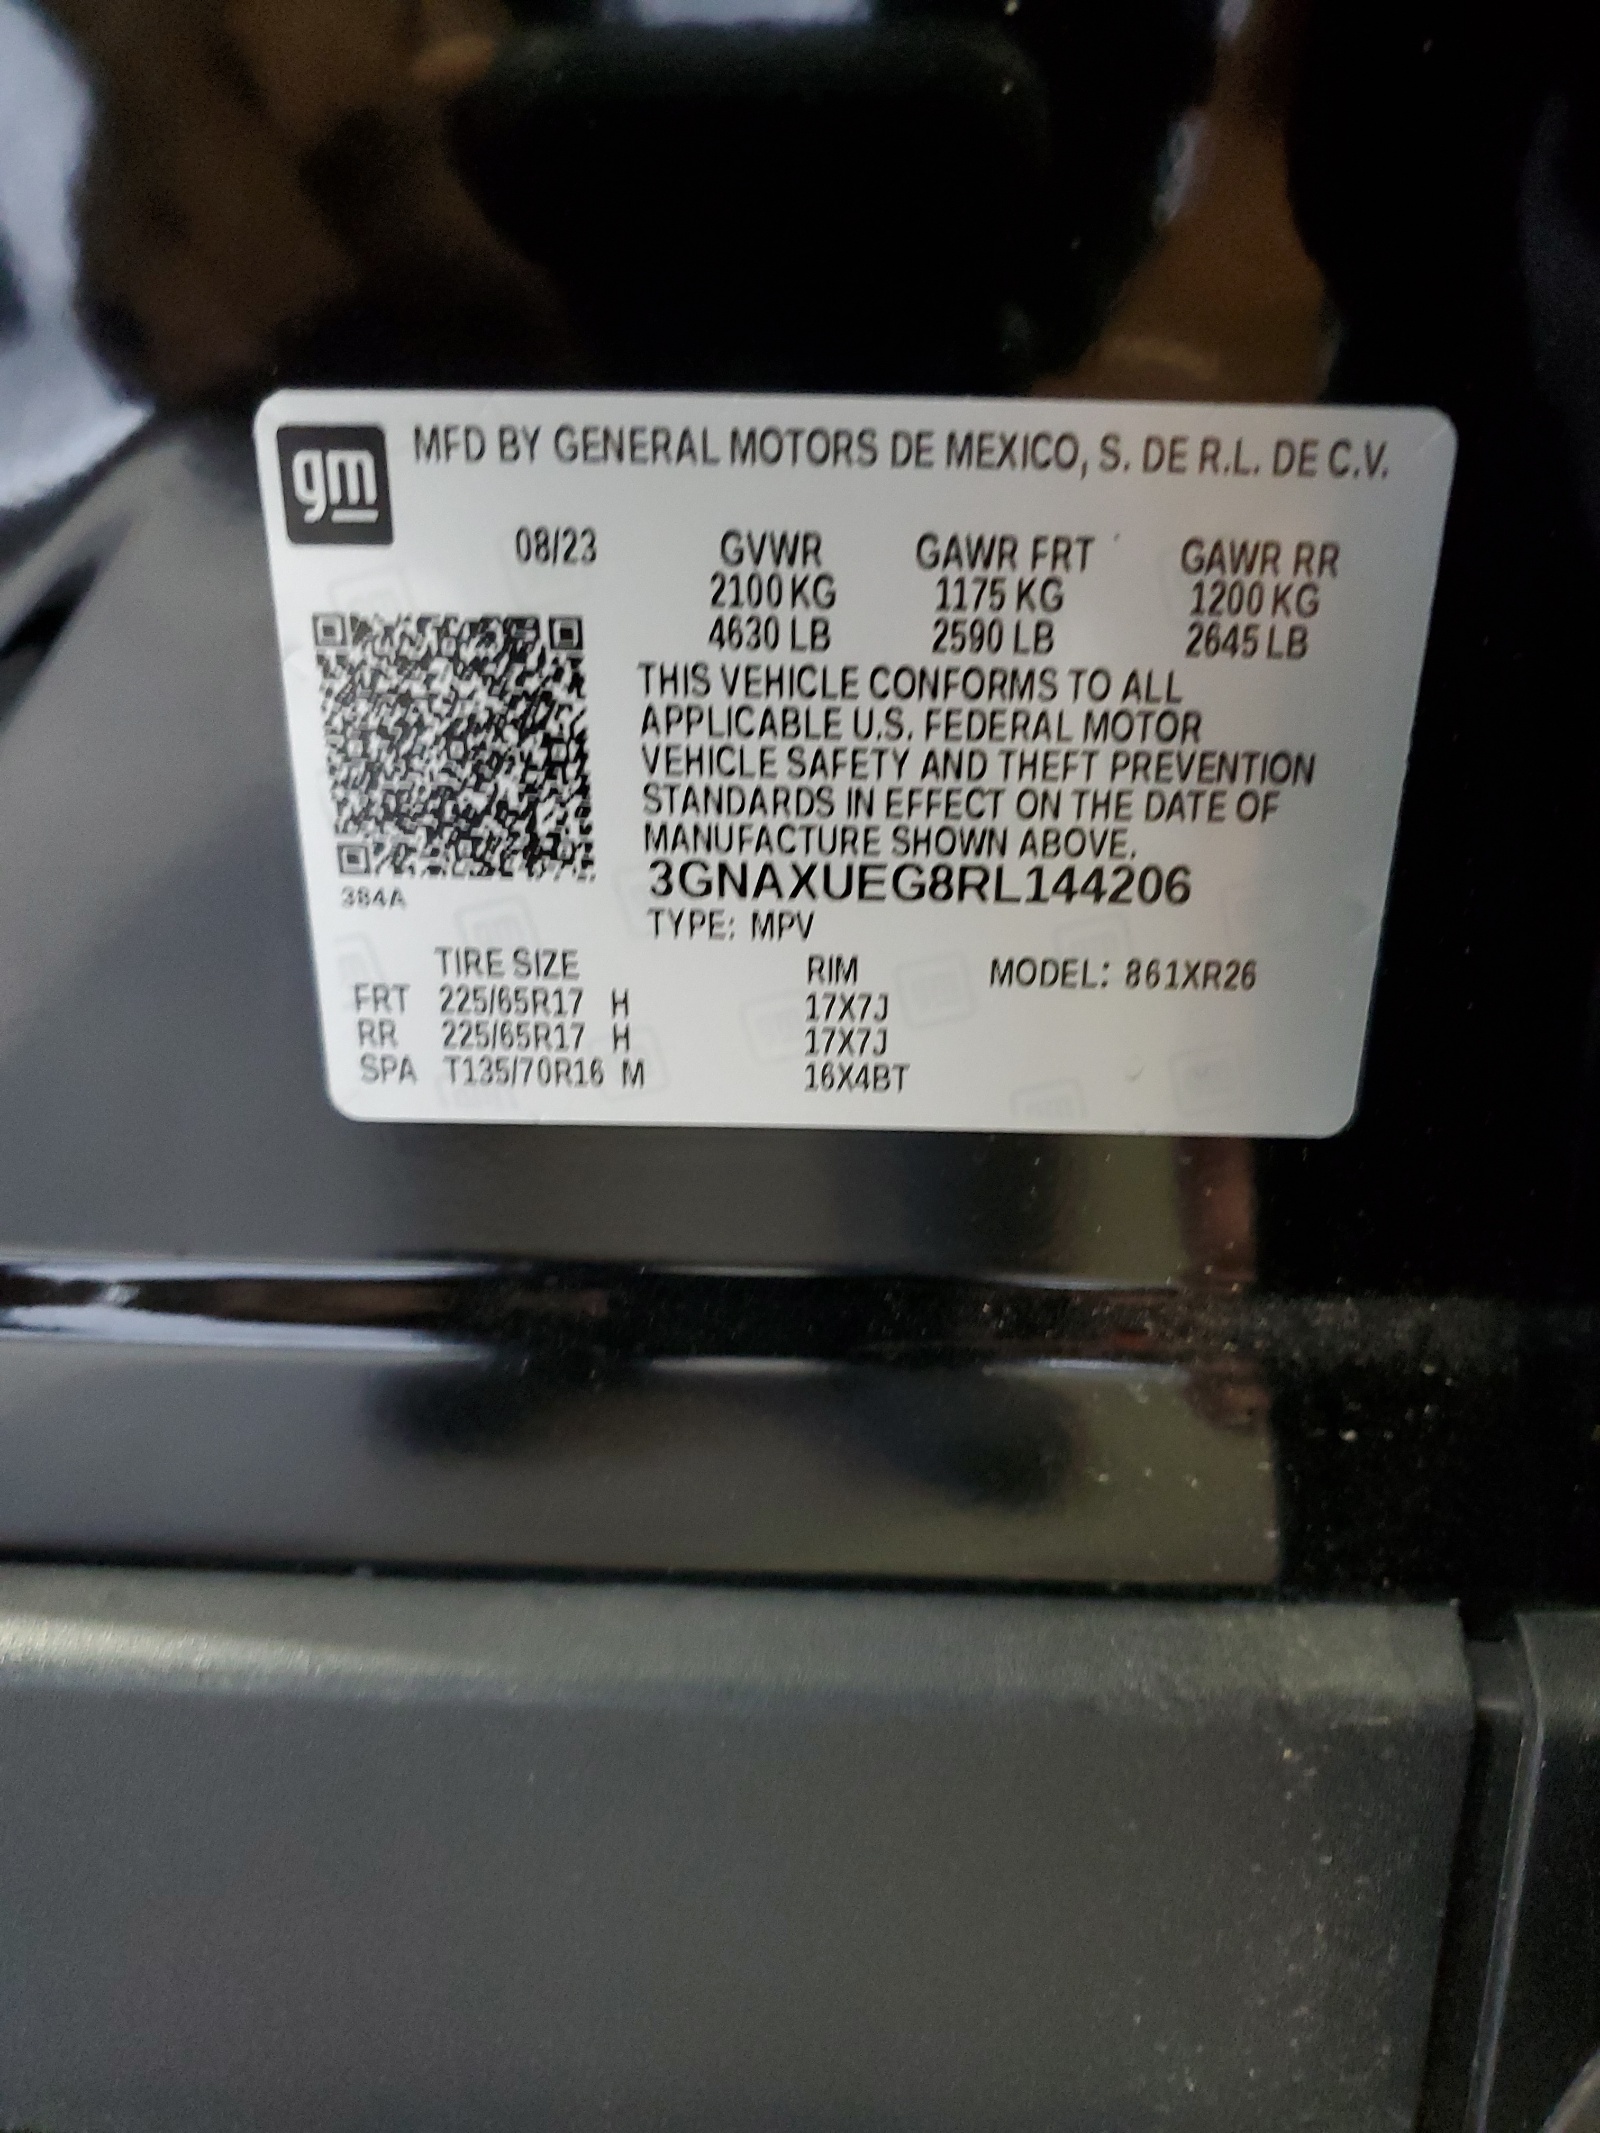 gm MFD BY GENERAL MOTORS DE MEXICO, S. DE R.L. DE C.V.
08/23 GVWR GAWR FRT GAWR RR
2100 KG 1175 KG 1200 KG
4630 LB 2590 LB 2645 LB
THIS VEHICLE CONFORMS TO ALL
APPLICABLE U.S. FEDERAL MOTOR
VEHICLE SAFETY AND THEFT PREVENTION
STANDARDS IN EFFECT ON THE DATE OF
MANUFACTURE SHOWN ABOVE.
3GNAXUEG8RL144206
384A
TYPE: MPV
TIRE SIZE RIM MODEL: 861XR26
FRT 225/65R17 H 17X7J
RR 225/65R17 H 17X7J
SPA T135/70R16 M 16X4BT